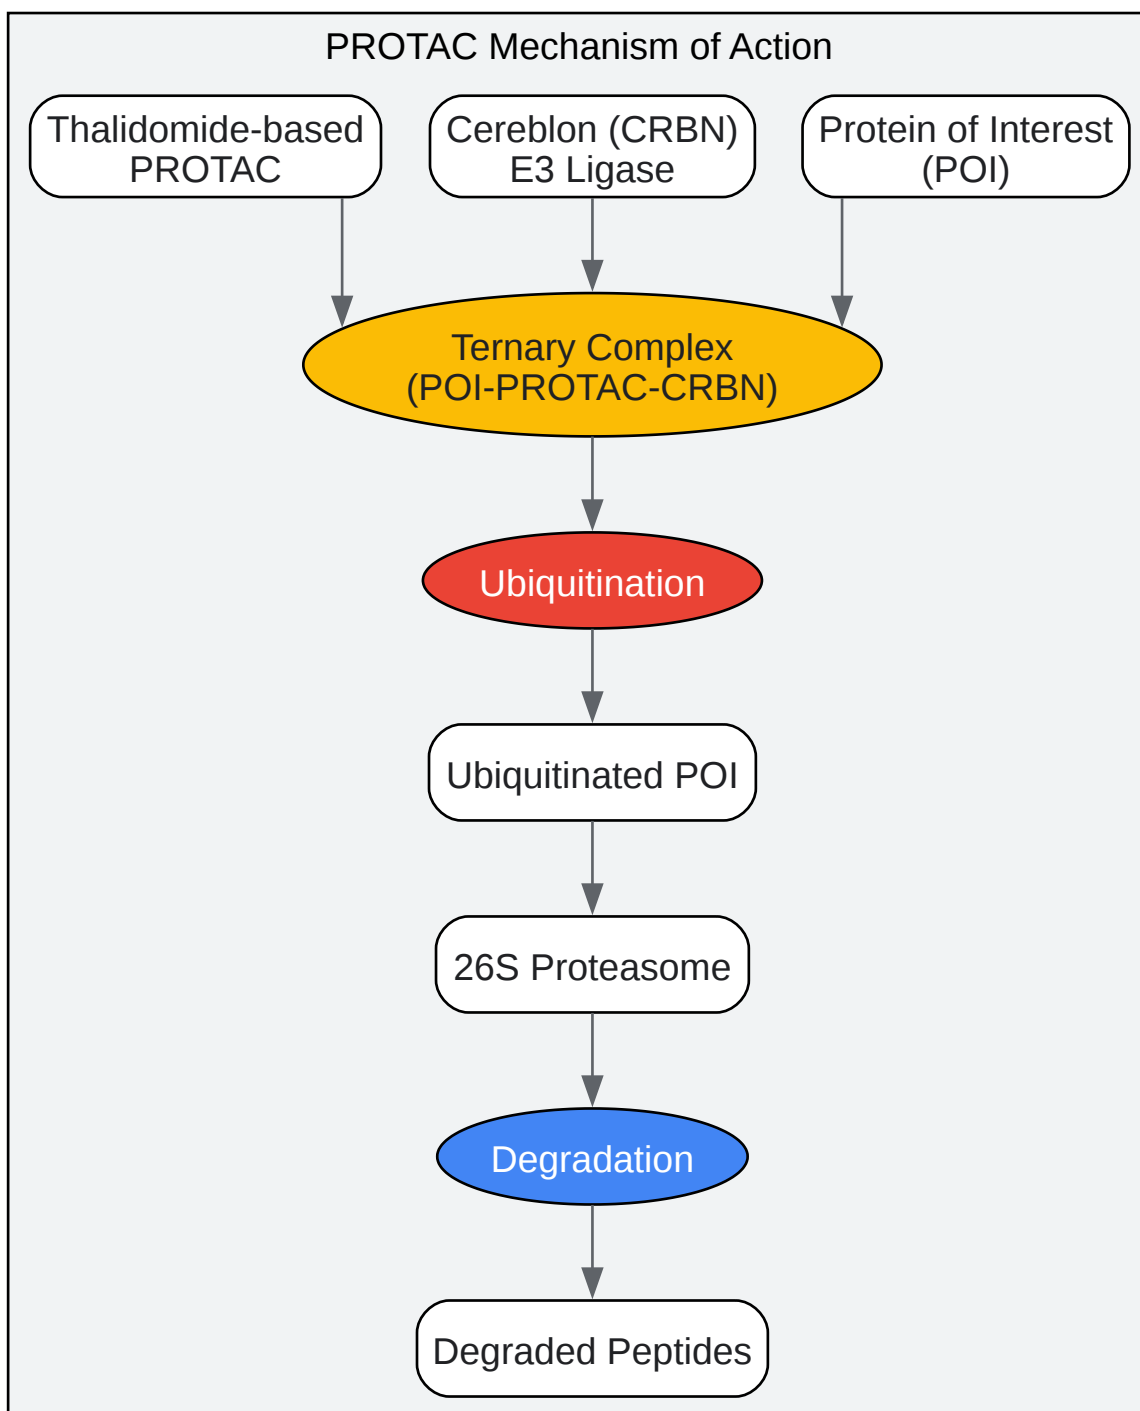 PROTAC Mechanism of Action
Thalidomide-based
PROTAC
Cereblon (CRBN)
E3 Ligase
Protein of Interest
(POI)
Ternary Complex
(POI-PROTAC-CRBN)
Ubiquitination
Ubiquitinated POI
26S Proteasome
Degradation
Degraded Peptides